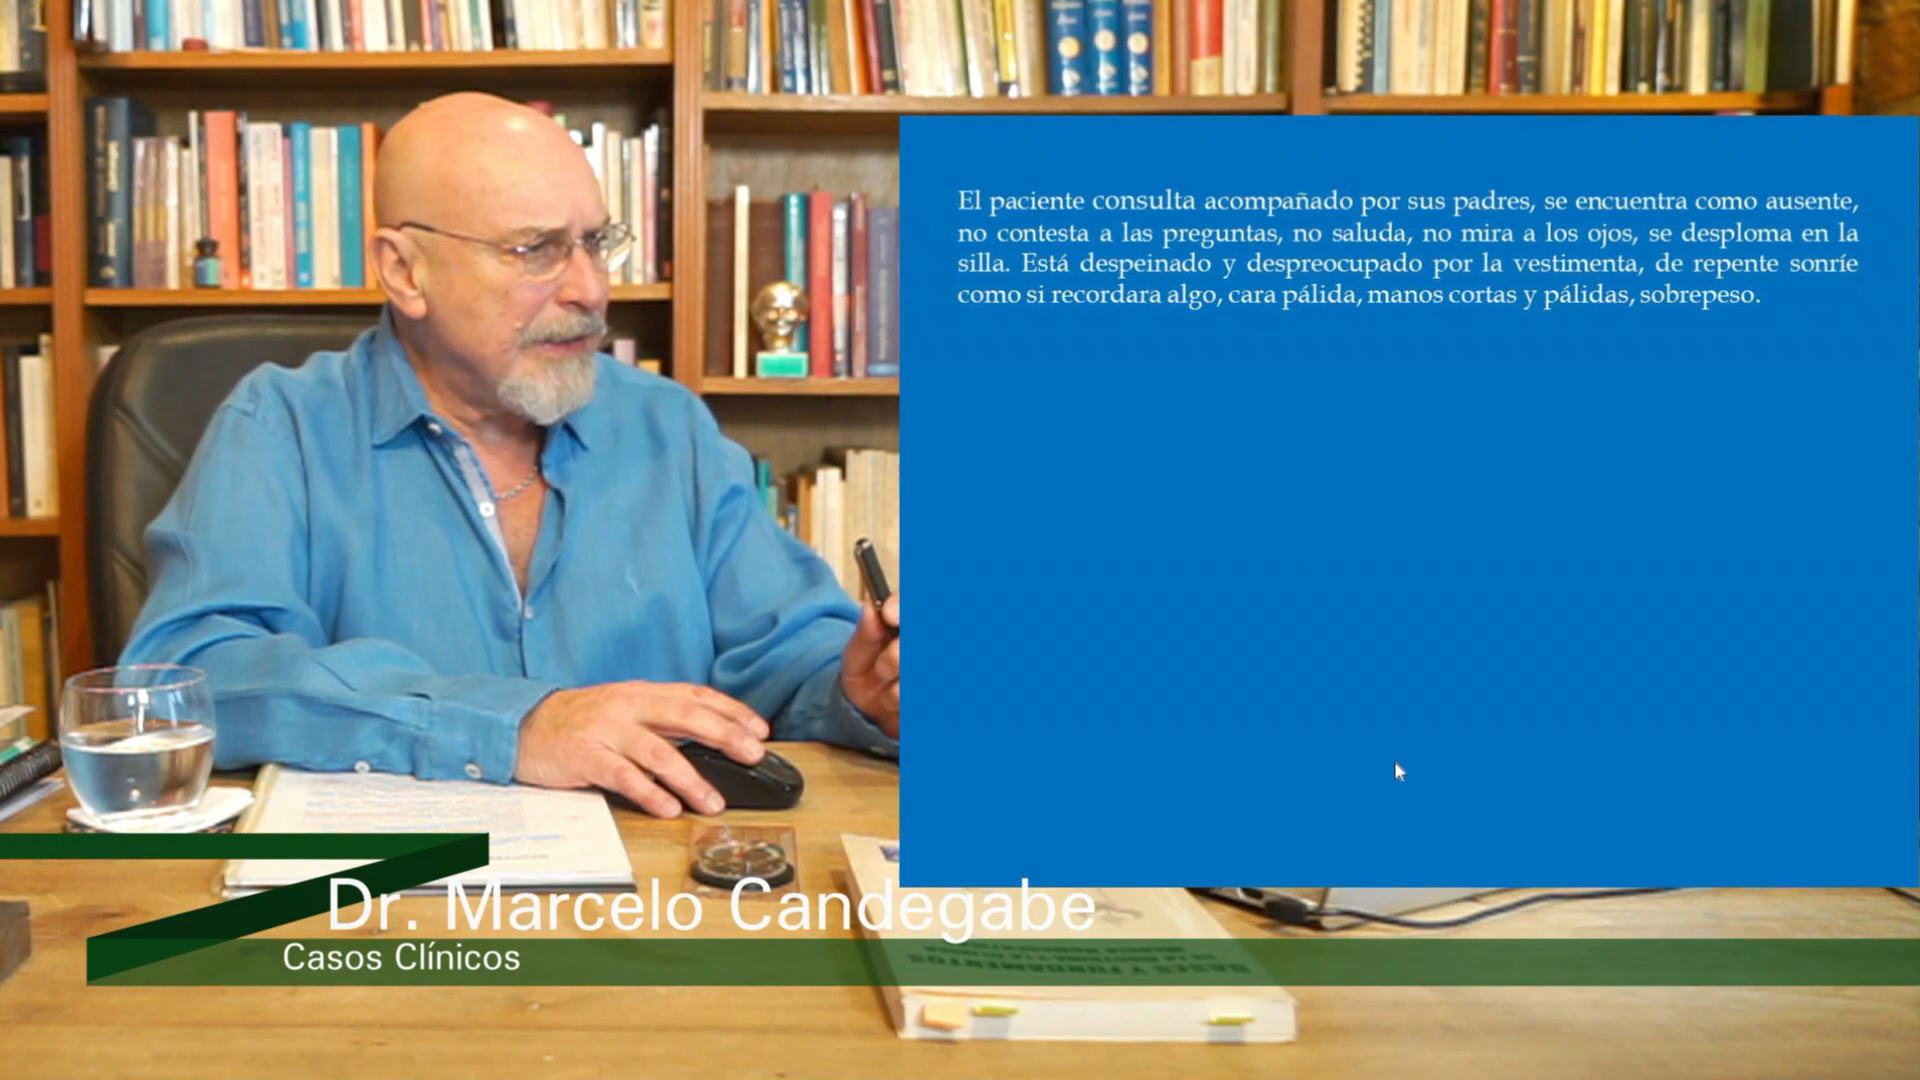 El paciente consulta acompañado por sus padres, se encuentra como ausente,
no contesta a las preguntas, no saluda, no mira a los ojos, se desploma en la
silla. Está despeinado y despreocupado por la vestimenta, de repente sonríe
como si recordara algo, cara pálida, manos cortas y pálidas, sobrepeso.
Dr. Marcelo Candegabe
Casos Clínicos
BASES Y FUNDAMENTOS